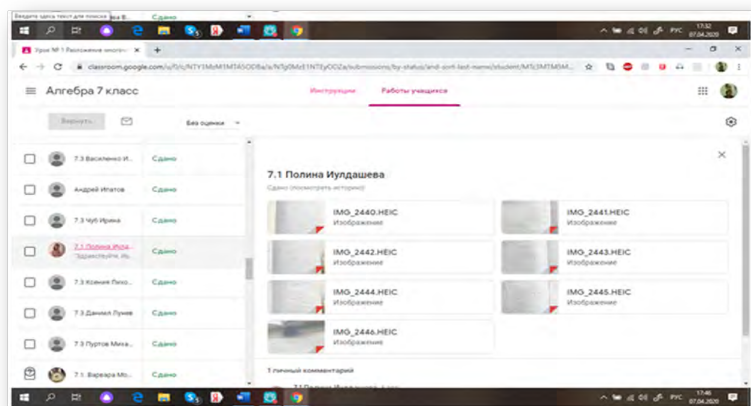 Введите здесь текст для поиска
РУС
17:32
07.04.2020
Урок № 1 Разложение многоч
classroom.google.com
Алгебра 7 класс
Инструкции
Работы учащихся
Вернуть
Без оценки
7.3 Василенко И.
Сдано
7.1 Полина Иулдашева
Сдано (посмотреть историю)
Андрей Ипатов
Сдано
IMG_2440.HEIC
Изображение
IMG_2441.HEIC
Изображение
7.3 Чуб Ирина
Сдано
IMG_2442.HEIC
Изображение
IMG_2443.HEIC
Изображение
7.1 Полина Иулд...
Сдано
IMG_2444.HEIC
Изображение
IMG_2445.HEIC
Изображение
7.3 Ксения Пихо...
Сдано
7.3 Даниил Лунев
Сдано
IMG_2446.HEIC
Изображение
7.3 Пуртов Миха...
Сдано
7.1. Варвара Мо...
Сдано
1 личный комментарий
РУС
17:46
07.04.2020